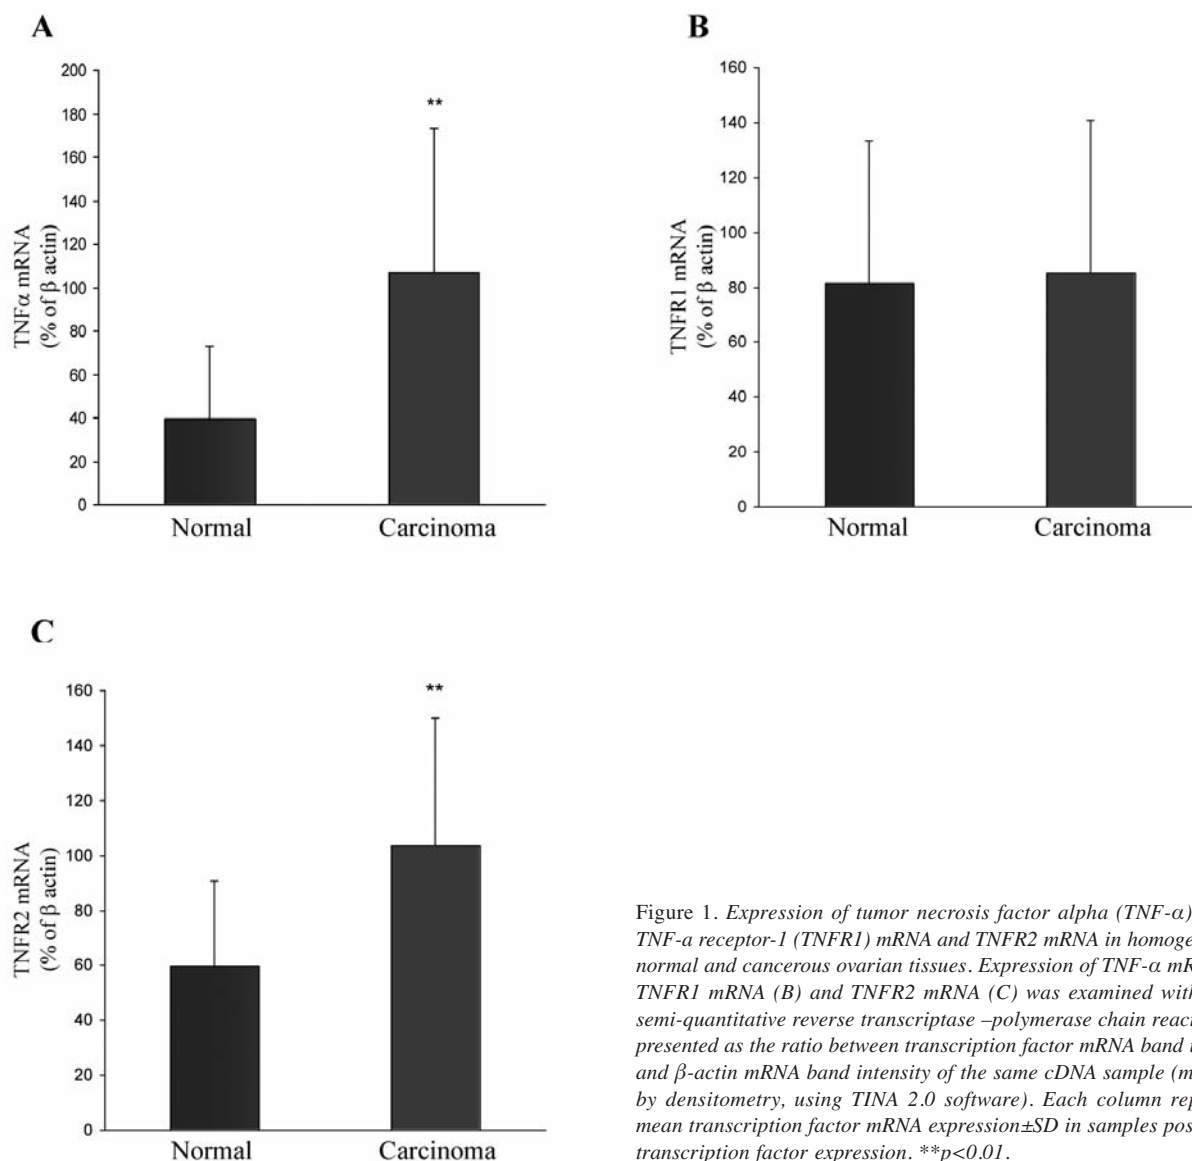 A
200
180
160
140
120
100
80
60
40
20
0
TNFα mRNA
(% of β actin)
**
Normal Carcinoma
B
160
140
120
100
80
60
40
20
0
TNFR1 mRNA
(% of β actin)
Normal Carcinoma
C
160
140
120
100
80
60
40
20
0
TNFR2 mRNA
(% of β actin)
**
Normal Carcinoma
Figure 1. Expression of tumor necrosis factor alpha (TNF-α)
TNF-a receptor-1 (TNFR1) mRNA and TNFR2 mRNA in
normal and cancerous ovarian tissues. Expression of TNF-α
TNFR1 mRNA (B) and TNFR2 mRNA (C) was examined with
semi-quantitative reverse transcriptase –polymerase chain
presented as the ratio between transcription factor mRNA band
and β-actin mRNA band intensity of the same cDNA sample
by densitometry, using TINA 2.0 software). Each column
mean transcription factor mRNA expression±SD in samples
transcription factor expression. **p<0.01.